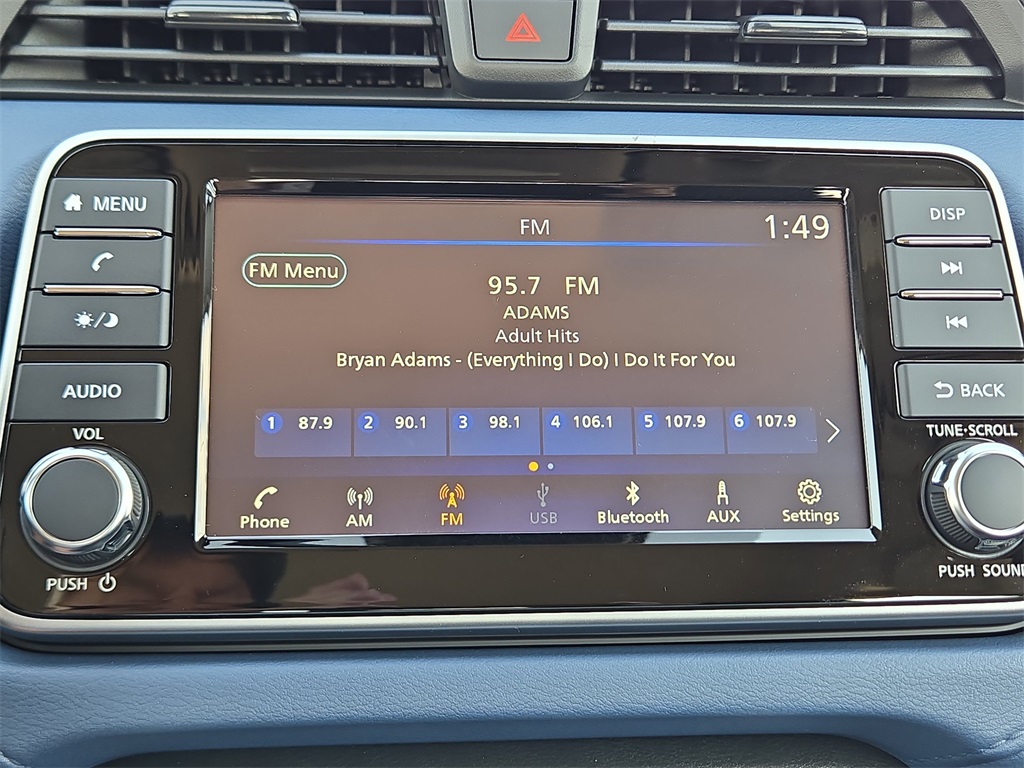 MENU
AUDIO
VOL
PUSH
FM
1:49
FM Menu
95.7 FM
ADAMS
Adult Hits
Bryan Adams - (Everything I Do) I Do It For You
1 87.9 2 90.1 3 98.1 4 106.1 5 107.9 6 107.9
Phone AM FM USB Bluetooth AUX Settings
DISP
BACK
TUNE·SCROLL
PUSH SOUND